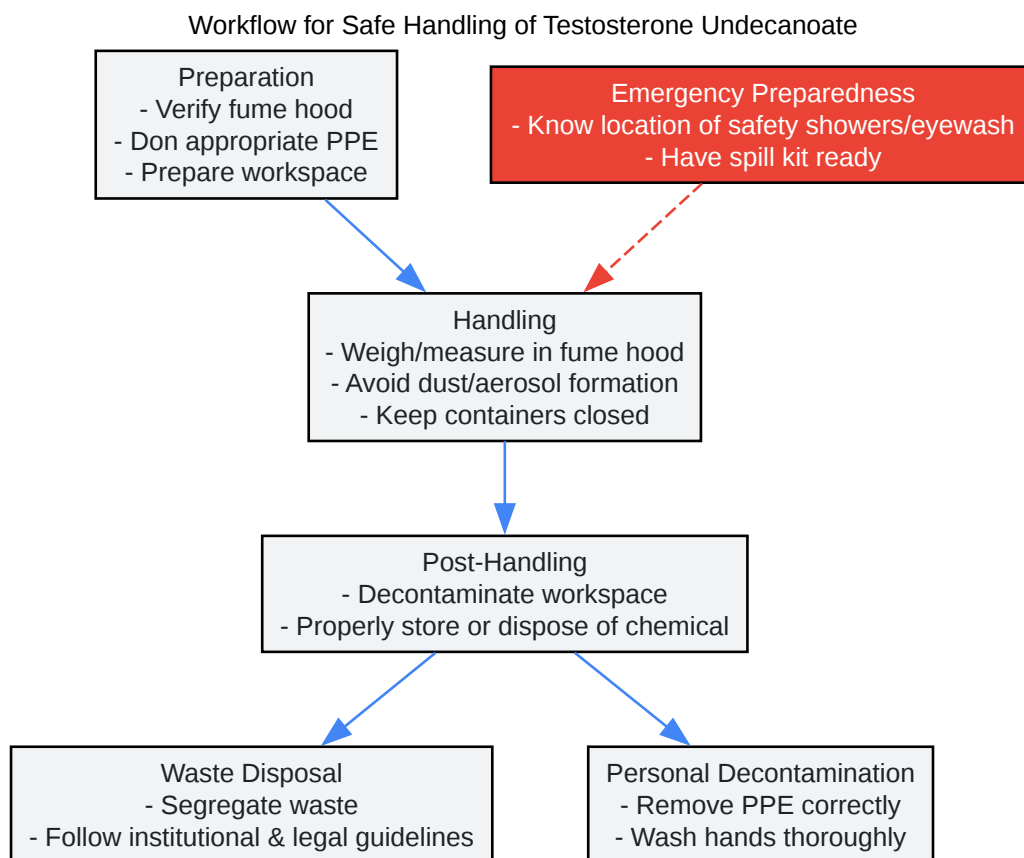 Workflow for Safe Handling of Testosterone Undecanoate
Preparation
- Verify fume hood
- Don appropriate PPE
- Prepare workspace
Emergency Preparedness
- Know location of safety showers/eyewash
- Have spill kit ready
Handling
- Weigh/measure in fume hood
- Avoid dust/aerosol formation
- Keep containers closed
Post-Handling
- Decontaminate workspace
- Properly store or dispose of chemical
Waste Disposal
- Segregate waste
- Follow institutional & legal guidelines
Personal Decontamination
- Remove PPE correctly
- Wash hands thoroughly